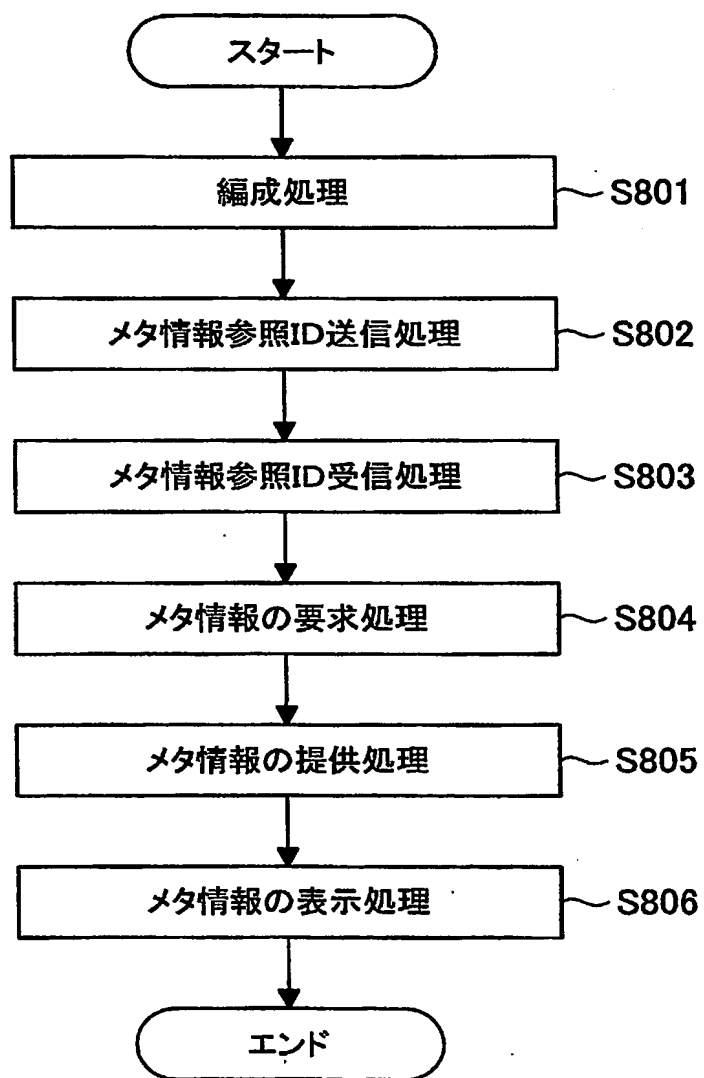 スタート
編成処理 S801
メタ情報参照ID送信処理 S802
メタ情報参照ID受信処理 S803
メタ情報の要求処理 S804
メタ情報の提供処理 S805
メタ情報の表示処理 S806
エンド